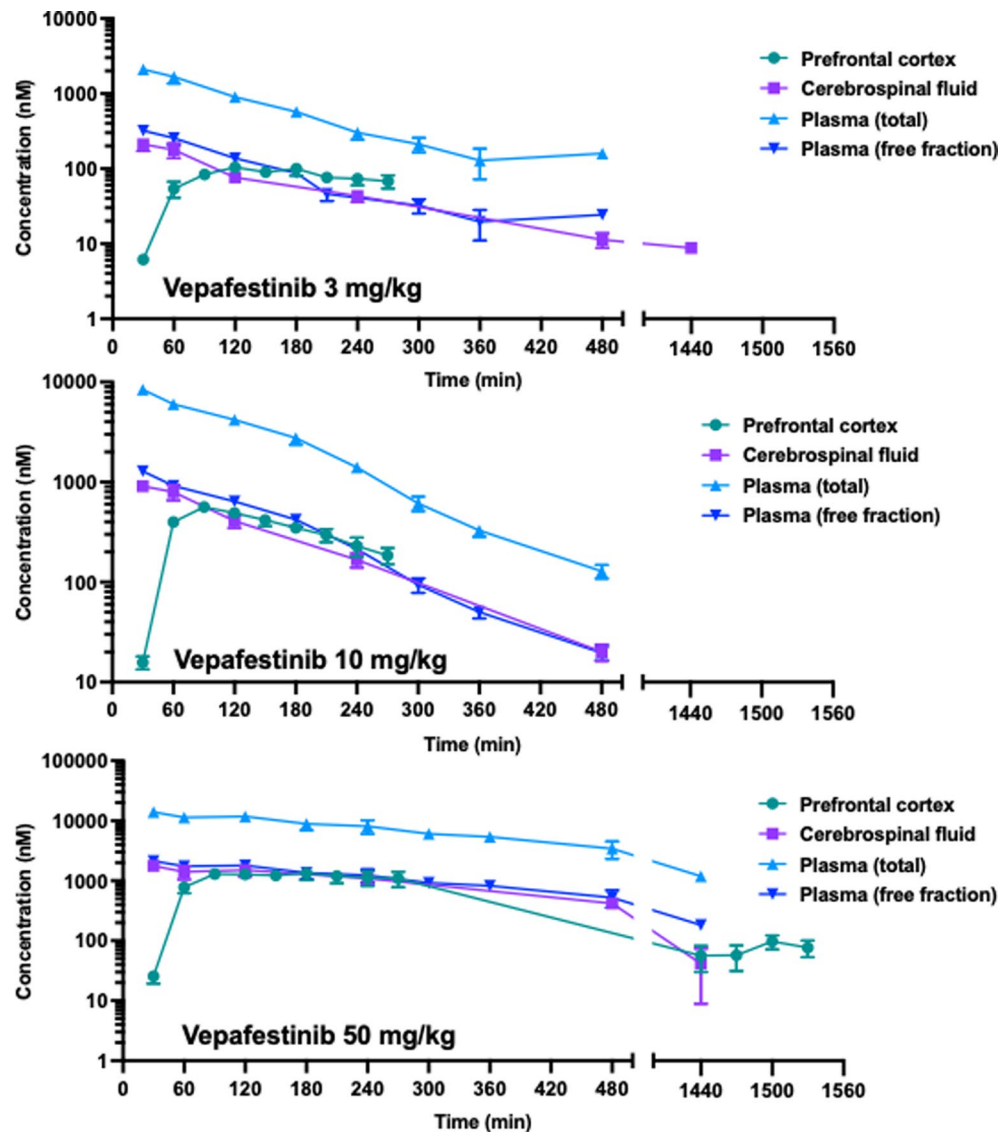 10000
1000
100
10
1
Concentration (nM)
Prefrontal cortex
Cerebrospinal fluid
Plasma (total)
Plasma (free fraction)
Vepafestinib 3 mg/kg
0 60 120 180 240 300 360 420 480 1440 1500 1560
Time (min)
10000
1000
100
10
Concentration (nM)
Prefrontal cortex
Cerebrospinal fluid
Plasma (total)
Plasma (free fraction)
Vepafestinib 10 mg/kg
0 60 120 180 240 300 360 420 480 1440 1500 1560
Time (min)
100000
10000
1000
100
10
1
Concentration (nM)
Prefrontal cortex
Cerebrospinal fluid
Plasma (total)
Plasma (free fraction)
Vepafestinib 50 mg/kg
0 60 120 180 240 300 360 420 480 1440 1500 1560
Time (min)